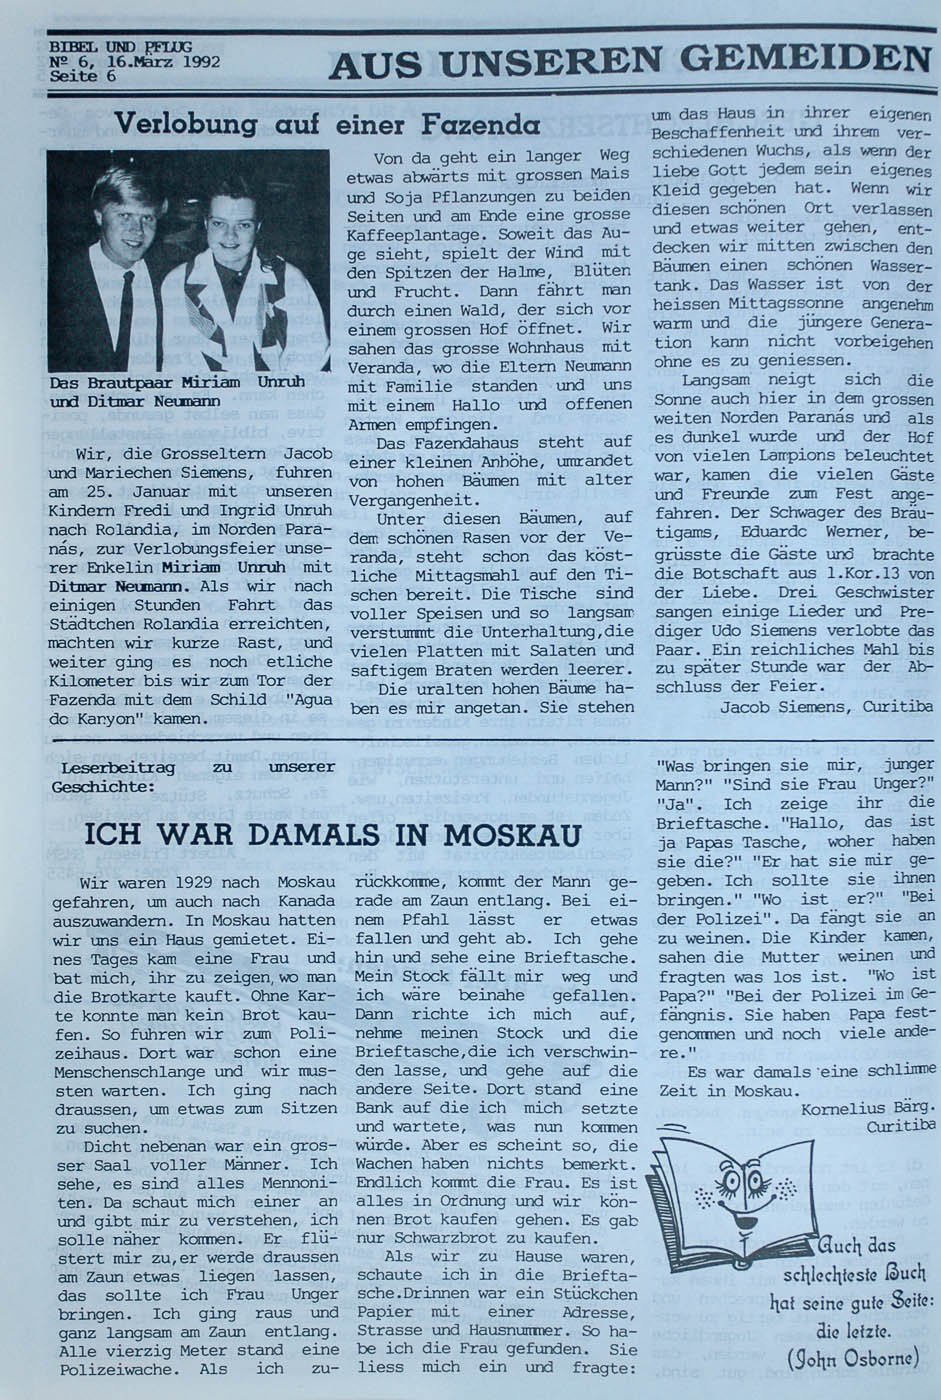 BIBEL UND PFLUG
Nº 6, 16.März 1992
Seite 6
AUS UNSEREN GEMEIDEN
Verlobung auf einer Fazenda
Das Brautpaar Miriam Unruh
und Ditmar Neumann
Wir, die Grosseltern Jacob
und Mariechen Siemens, fuhren
am 25. Januar mit unseren
Kindern Fredi und Ingrid Unruh
nach Rolandia, im Norden Para-
nás, zur Verlobungsfeier unse-
rer Enkelin Miriam Unruh mit
Ditmar Neumann. Als wir nach
einigen Stunden Fahrt das
Städtchen Rolandia erreichten,
machten wir kurze Rast, und
weiter ging es noch etliche
Kilometer bis wir zum Tor der
Fazenda mit dem Schild "Agua
do Kanyon" kamen.
Von da geht ein langer Weg
etwas abwärts mit grossen Mais
und Soja Pflanzungen zu beiden
Seiten und am Ende eine grosse
Kaffeeplantage. Soweit das Au-
ge sieht, spielt der Wind mit
den Spitzen der Halme, Blüten
und Frucht. Dann fährt man
durch einen Wald, der sich vor
einem grossen Hof öffnet. Wir
sahen das grosse Wohnhaus mit
Veranda, wo die Eltern Neumann
mit Familie standen und uns
mit einem Hallo und offenen
Armen empfingen.
Das Fazendahaus steht auf
einer kleinen Anhöhe, umrandet
von hohen Bäumen mit alter
Vergangenheit.
Unter diesen Bäumen, auf
dem schönen Rasen vor der Ve-
randa, steht schon das köst-
liche Mittagsmahl auf den Ti-
schen bereit. Die Tische sind
voller Speisen und so langsam
verstummt die Unterhaltung,die
vielen Platten mit Salaten und
saftigem Braten werden leerer.
Die uralten hohen Bäume ha-
ben es mir angetan. Sie stehen
um das Haus in ihrer eigenen
Beschaffenheit und ihrem ver-
schiedenen Wuchs, als wenn der
liebe Gott jedem sein eigenes
Kleid gegeben hat. Wenn wir
diesen schönen Ort verlassen
und etwas weiter gehen, ent-
decken wir mitten zwischen den
Bäumen einen schönen Wasser-
tank. Das Wasser ist von der
heissen Mittagssonne angenehm
warm und die jüngere Genera-
tion kann nicht vorbeigehen
ohne es zu geniessen.
Langsam neigt sich die
Sonne auch hier in dem grossen
weiten Norden Paranás und als
es dunkel wurde und der Hof
von vielen Lampions beleuchtet
war, kamen die vielen Gäste
und Freunde zum Fest ange-
fahren. Der Schwager des Bräu-
tigams, Eduardo Werner, be-
grüsste die Gäste und brachte
die Botschaft aus 1.Kor.13 von
der Liebe. Drei Geschwister
sangen einige Lieder und Pre-
diger Udo Siemens verlobte das
Paar. Ein reichliches Mahl bis
zu später Stunde war der Ab-
schluss der Feier.
Jacob Siemens, Curitiba
Leserbeitrag zu unserer
Geschichte:
ICH WAR DAMALS IN MOSKAU
Wir waren 1929 nach Moskau
gefahren, um auch nach Kanada
auszuwandern. In Moskau hatten
wir uns ein Haus gemietet. Ei-
nes Tages kam eine Frau und
bat mich, ihr zu zeigen, wo man
die Brotkarte kauft. Ohne Kar-
te konnte man kein Brot kau-
fen. So fuhren wir zum Poli-
zeihaus. Dort war schon eine
Menschenschlange und wir mus-
sten warten. Ich ging nach
draussen, um etwas zum Sitzen
zu suchen.
Dicht nebenan war ein gros-
ser Saal voller Männer. Ich
sehe, es sind alles Mennoni-
ten. Da schaut mich einer an
und gibt mir zu verstehen, ich
solle näher kommen. Er flü-
stert mir zu,er werde draussen
am Zaun etwas liegen lassen,
das sollte ich Frau Unger
bringen. Ich ging raus und
ganz langsam am Zaun entlang.
Alle vierzig Meter stand eine
Polizeiwache. Als ich zu-
rückkomme, kommt der Mann ge-
rade am Zaun entlang. Bei ei-
nem Pfahl lässt er etwas
fallen und geht ab. Ich gehe
hin und sehe eine Brieftasche.
Mein Stock fällt mir weg und
ich wäre beinahe gefallen.
Dann richte ich mich auf,
nehme meinen Stock und die
Brieftasche,die ich verschwin-
den lasse, und gehe auf die
andere Seite. Dort stand eine
Bank auf die ich mich setzte
und wartete, was nun kommen
würde. Aber es scheint so, die
Wachen haben nichts bemerkt.
Endlich kommt die Frau. Es ist
alles in Ordnung und wir kön-
nen Brot kaufen gehen. Es gab
nur Schwarzbrot zu kaufen.
Als wir zu Hause waren,
schaute ich in die Briefta-
sche.Drinnen war ein Stückchen
Papier mit einer Adresse,
Strasse und Hausnummer. So ha-
be ich die Frau gefunden. Sie
liess mich ein und fragte:
"Was bringen sie mir, junger
Mann?" "Sind sie Frau Unger?"
"Ja". Ich zeige ihr die
Brieftasche. "Hallo, das ist
ja Papas Tasche, woher haben
sie die?" "Er hat sie mir ge-
geben. Ich sollte sie ihnen
bringen." "Wo ist er?" "Bei
der Polizei". Da fängt sie an
zu weinen. Die Kinder kamen,
sahen die Mutter weinen und
fragten was los ist. "Wo ist
Papa?" "Bei der Polizei im Ge-
fängnis. Sie haben Papa fest-
genommen und noch viele ande-
re."
Es war damals eine schlimme
Zeit in Moskau.
Kornelius Bärg.
Curitiba
Auch das
schlechteste Buch
hat seine gute Seite:
die letzte.
(John Osborne)